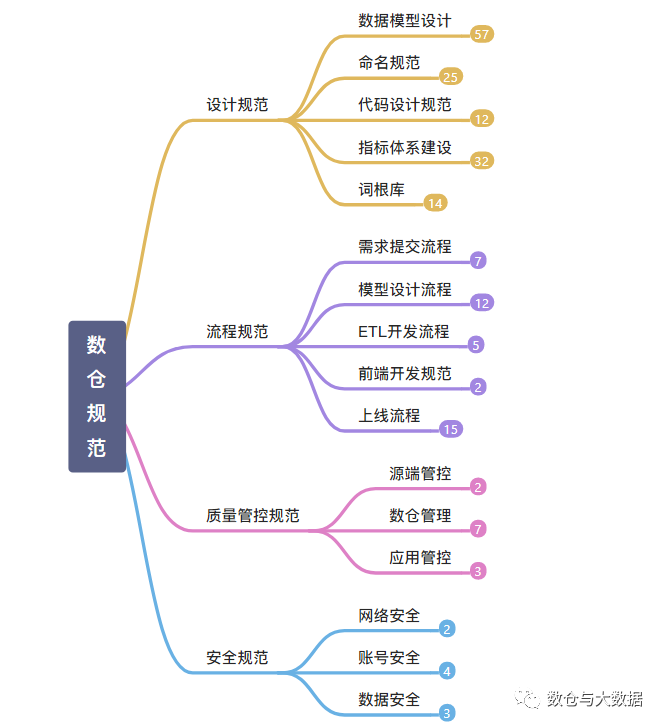 数仓规范
设计规范
数据模型设计 57
命名规范 25
代码设计规范 12
指标体系建设 32
词根库 14
流程规范
需求提交流程 7
模型设计流程 12
ETL开发流程 5
前端开发规范 2
上线流程 15
质量管控规范
源端管控 2
数仓管理 7
应用管控 3
安全规范
网络安全 2
账号安全 4
数据安全 3
数仓与大数据